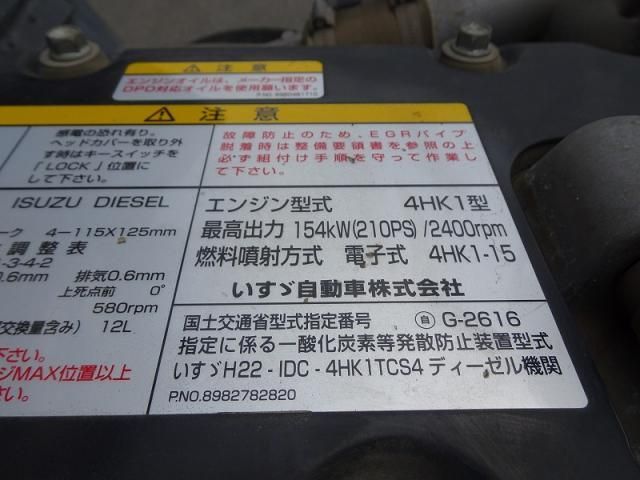 ⚠ 注意
エンジンオイルは、メーカー指定の
DPD対応オイルを使用願います。
P.NO. 8980481710
⚠ 注意
感電の恐れ有り。
ヘッドカバーを取り外
す時はキースイッチを
「LOCK」位置に
して下さい。
故障防止のため、EGRパイプ
脱着時は整備要領書を参照の上
必ず組付け手順を守って作業し
て下さい。
ISUZU DIESEL
ーク 4-115X125mm
調整表
-3-4-2
0.6mm 排気0.6mm
上死点前 0°
580rpm
交換量含み) 12L
下さい。
ジMAX位置以上
さい。
エンジン型式 4HK1型
最高出力 154kW(210PS)/2400rpm
燃料噴射方式 電子式 4HK1-15
いすゞ自動車株式会社
国土交通省型式指定番号 自 G-2616
指定に係る一酸化炭素等発散防止装置型式
いすゞH22-IDC-4HK1TCS4 ディーゼル機関
P.NO.8982782820